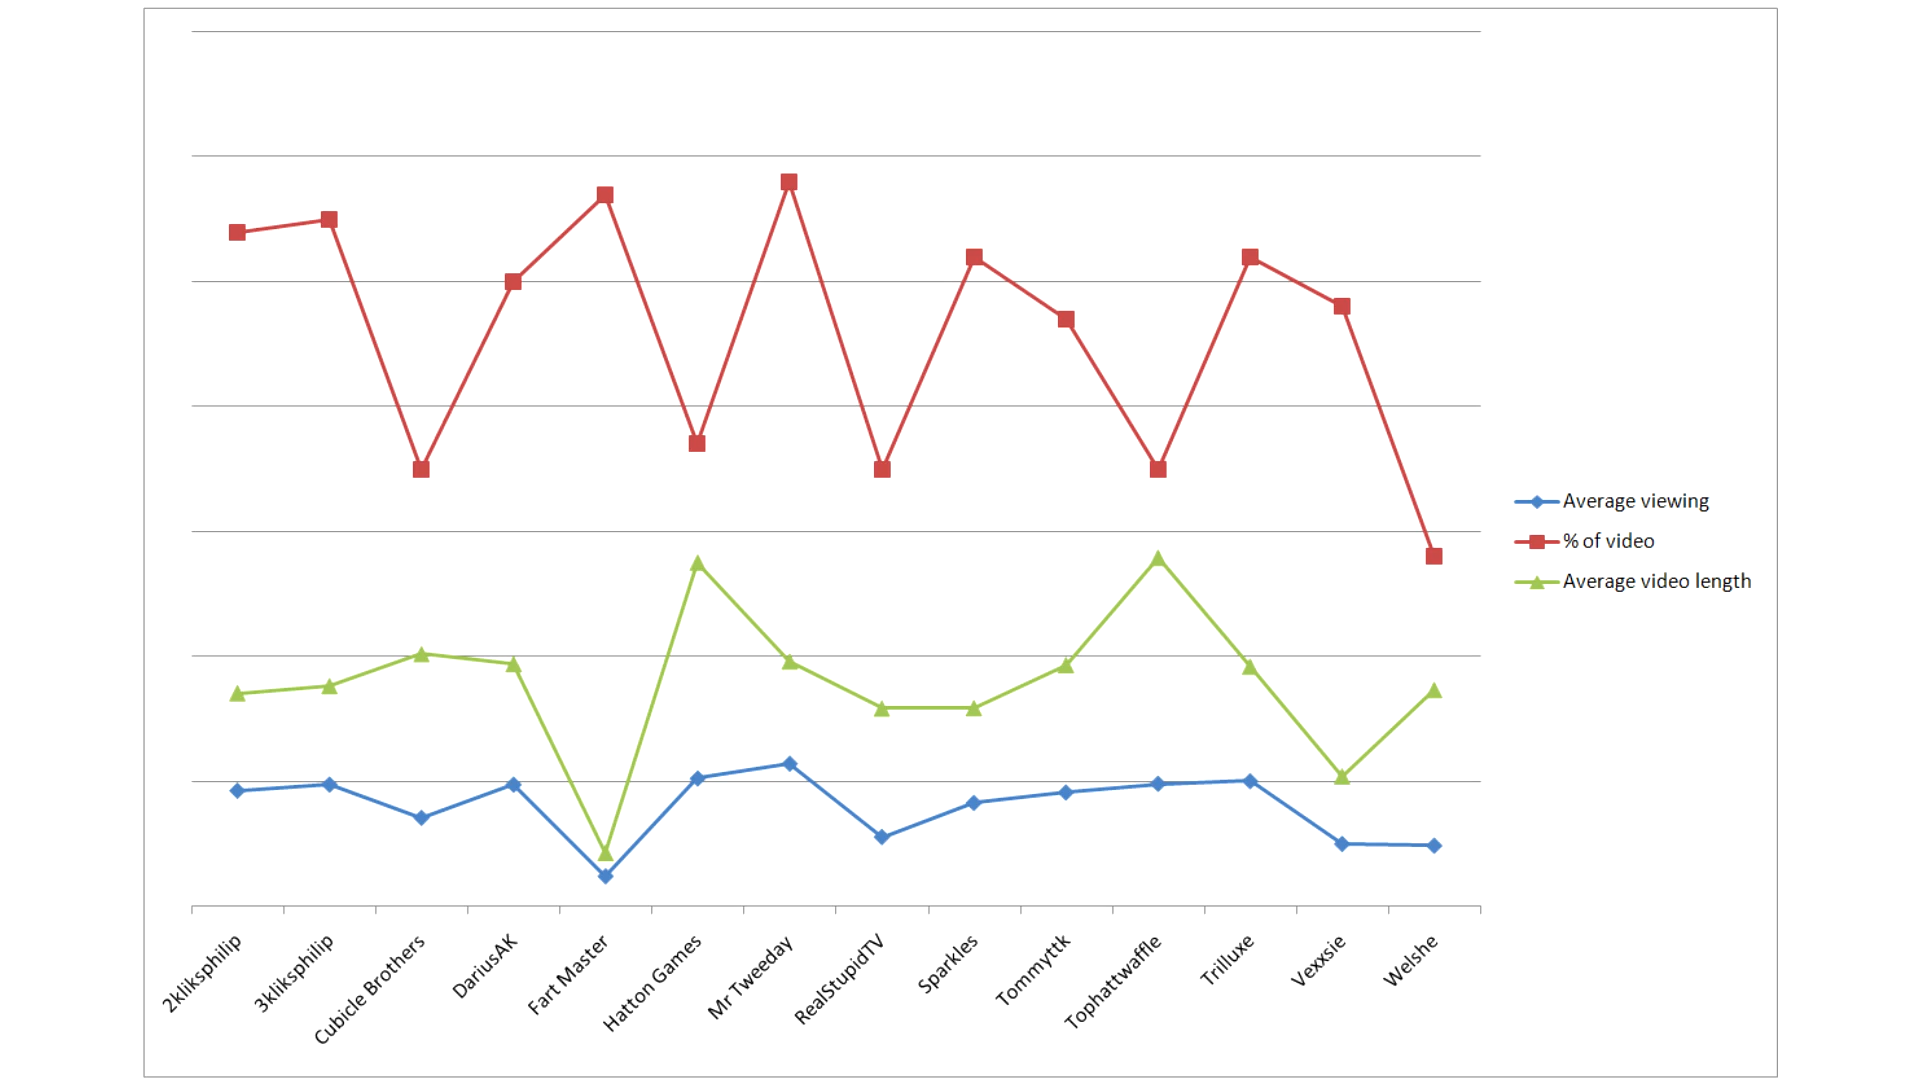 Average viewing
% of video
Average video length
2kliksphilip
3kliksphilip
Cubicle Brothers
DariusAK
Fart Master
Hatton Games
Mr Tweeday
RealStupidTV
Sparkles
Tommyttk
Tophattwaffle
Trilluxe
Vexxsie
Welshe